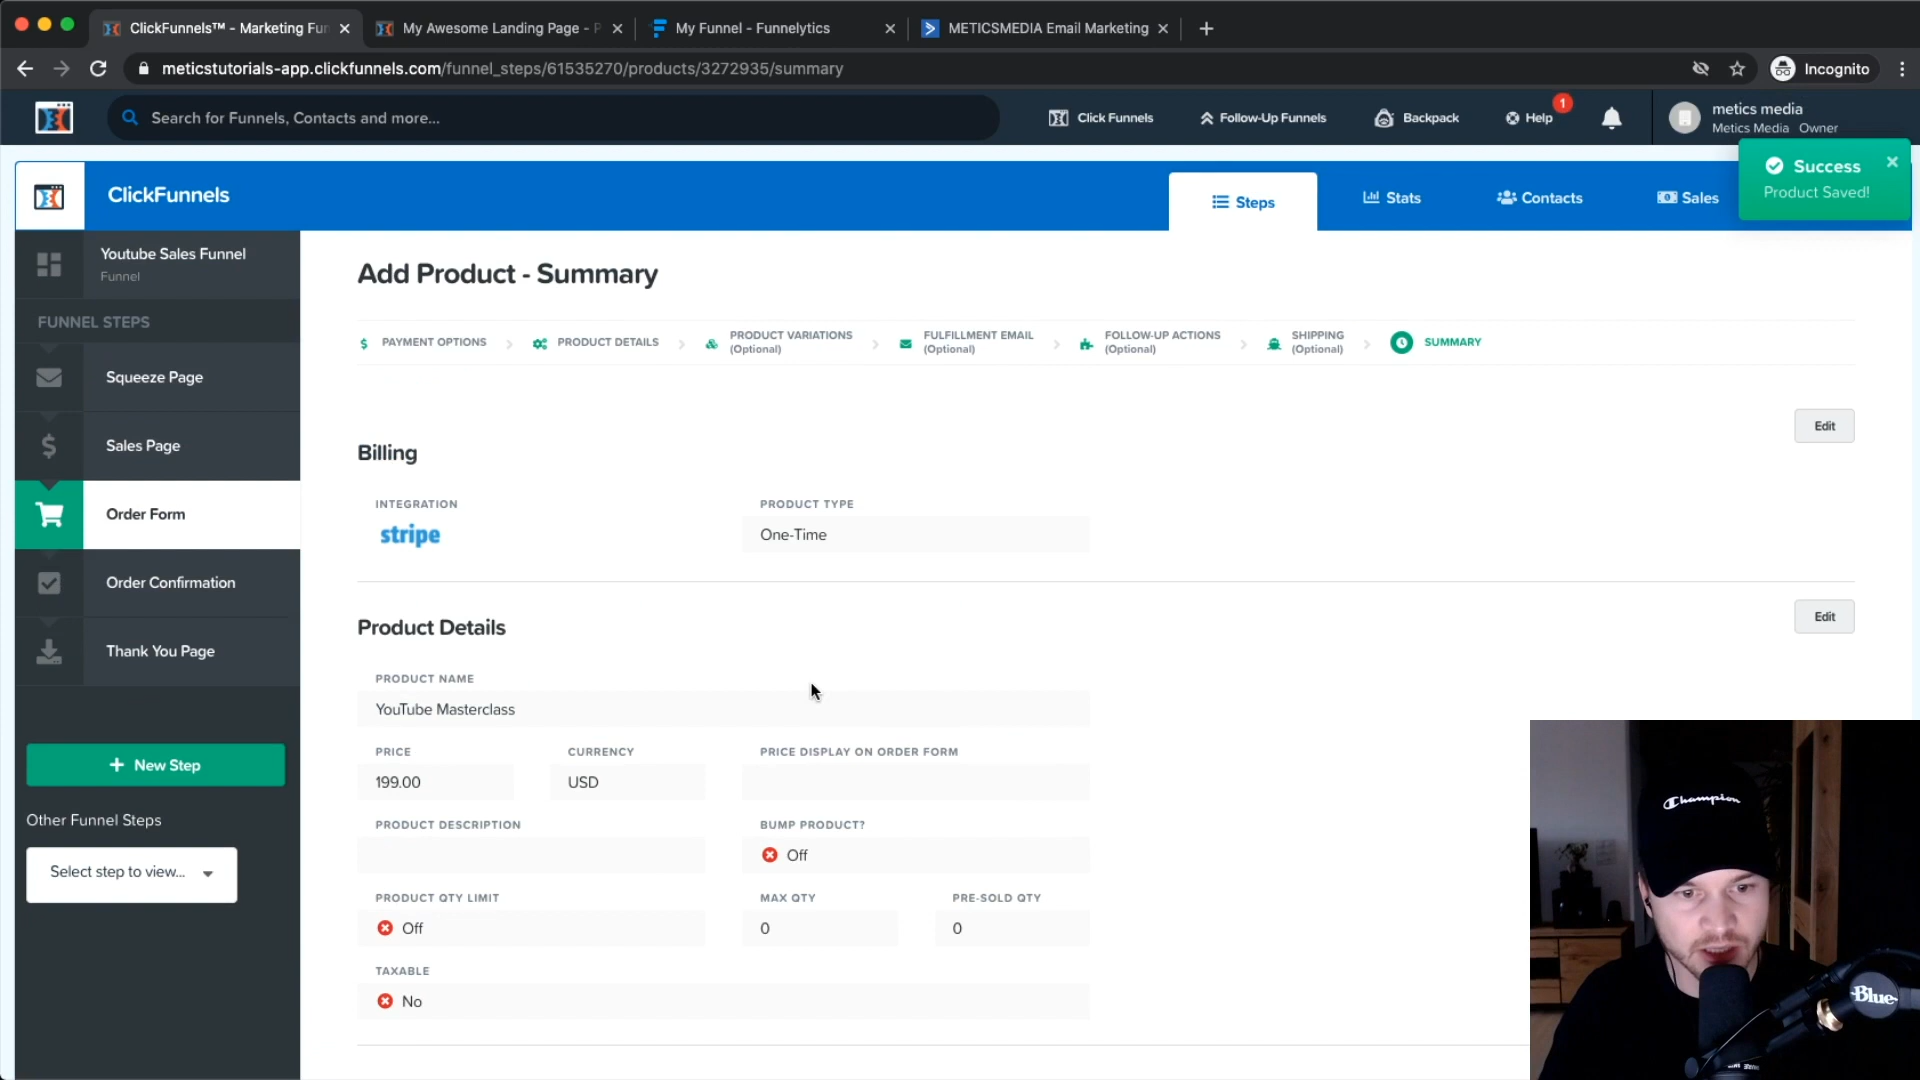 ClickFunnels™ - Marketing Fun
My Awesome Landing Page - P
My Funnel - Funnelytics
METICSMEDIA Email Marketing
meticstutorials-app.clickfunnels.com/funnel_steps/61535270/products/3272935/summary
Incognito
Search for Funnels, Contacts and more...
Click Funnels
Follow-Up Funnels
Backpack
Help
1
metics media
Metics Media Owner
ClickFunnels
Steps
Stats
Contacts
Sales
Success
Product Saved!
Youtube Sales Funnel
Funnel
FUNNEL STEPS
Squeeze Page
Sales Page
Order Form
Order Confirmation
Thank You Page
+ New Step
Other Funnel Steps
Select step to view...
Add Product - Summary
PAYMENT OPTIONS
PRODUCT DETAILS
PRODUCT VARIATIONS
(Optional)
FULFILLMENT EMAIL
(Optional)
FOLLOW-UP ACTIONS
(Optional)
SHIPPING
(Optional)
SUMMARY
Edit
Billing
INTEGRATION
stripe
PRODUCT TYPE
One-Time
Edit
Product Details
PRODUCT NAME
YouTube Masterclass
PRICE
199.00
CURRENCY
USD
PRICE DISPLAY ON ORDER FORM
PRODUCT DESCRIPTION
BUMP PRODUCT?
Off
PRODUCT QTY LIMIT
Off
MAX QTY
0
PRE-SOLD QTY
0
TAXABLE
No
Champion
Blue